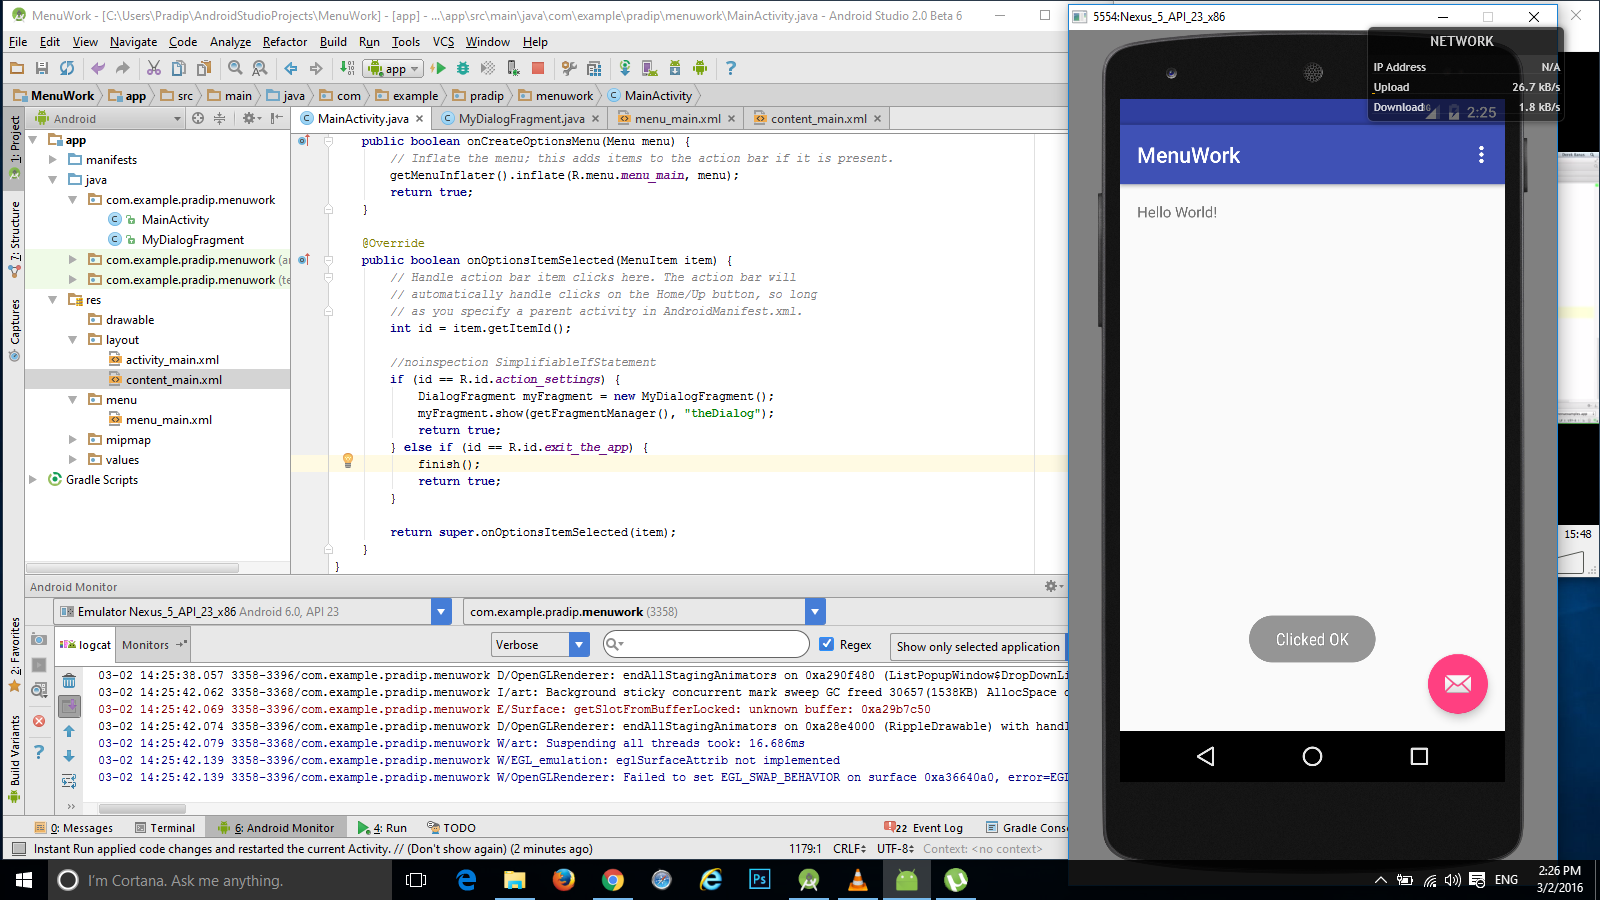 MenuWork - [C:\Users\Pradip\AndroidStudioProjects\MenuWork] - [app] - ...\app\src\main\java\com\example\pradip\menuwork\MainActivity.java - Android Studio 2.0 Beta 6
File Edit View Navigate Code Analyze Refactor Build Run Tools VCS Window Help
app
MenuWork app src main java com example pradip menuwork MainActivity
Android
MainActivity.java MyDialogFragment.java menu_main.xml content_main.xml
1: Project
7: Structure
Captures
2: Favorites
Build Variants
app
manifests
java
com.example.pradip.menuwork
MainActivity
MyDialogFragment
com.example.pradip.menuwork (a
com.example.pradip.menuwork (te
res
drawable
layout
activity_main.xml
content_main.xml
menu
menu_main.xml
mipmap
values
Gradle Scripts
public boolean onCreateOptionsMenu(Menu menu) {
// Inflate the menu; this adds items to the action bar if it is present.
getMenuInflater().inflate(R.menu.menu_main, menu);
return true;
}
@Override
public boolean onOptionsItemSelected(MenuItem item) {
// Handle action bar item clicks here. The action bar will
// automatically handle clicks on the Home/Up button, so long
// as you specify a parent activity in AndroidManifest.xml.
int id = item.getItemId();
//noinspection SimplifiableIfStatement
if (id == R.id.action_settings) {
DialogFragment myFragment = new MyDialogFragment();
myFragment.show(getFragmentManager(), "theDialog");
return true;
} else if (id == R.id.exit_the_app) {
finish();
return true;
}
return super.onOptionsItemSelected(item);
}
}
Android Monitor
Emulator Nexus_5_API_23_x86 Android 6.0, API 23
com.example.pradip.menuwork (3358)
logcat Monitors
Verbose
Regex
Show only selected application
03-02 14:25:38.057 3358-3396/com.example.pradip.menuwork D/OpenGLRenderer: endAllStagingAnimators on 0xa290f480 (ListPopupWindow$DropDownLi
03-02 14:25:42.041 3358-3368/com.example.pradip.menuwork I/art: Background sticky concurrent mark sweep GC freed 30657(1538KB) AllocSpace o
03-02 14:25:42.069 3358-3396/com.example.pradip.menuwork E/Surface: getSlotFromBufferLocked: unknown buffer: 0xa29b7c50
03-02 14:25:42.074 3358-3396/com.example.pradip.menuwork D/OpenGLRenderer: endAllStagingAnimators on 0xa28e4000 (RippleDrawable) with handl
03-02 14:25:42.079 3358-3368/com.example.pradip.menuwork W/art: Suspending all threads took: 16.686ms
03-02 14:25:42.139 3358-3396/com.example.pradip.menuwork W/EGL_emulation: eglSurfaceAttrib not implemented
03-02 14:25:42.139 3358-3396/com.example.pradip.menuwork W/OpenGLRenderer: Failed to set EGL_SWAP_BEHAVIOR on surface 0xa36640a0, error=EGL
0: Messages Terminal 6: Android Monitor 4: Run TODO
22 Event Log Gradle Conso
Instant Run applied code changes and restarted the current Activity. // (Don't show again) (2 minutes ago)
1179:1 CRLF UTF-8 Context: <no context>
5554:Nexus_5_API_23_x86
NETWORK
IP Address N/A
Upload 26.7 kB/s
Download 1.8 kB/s
2:25
MenuWork
Hello World!
Clicked OK
15:48
I'm Cortana. Ask me anything.
ENG
2:26 PM
3/2/2016